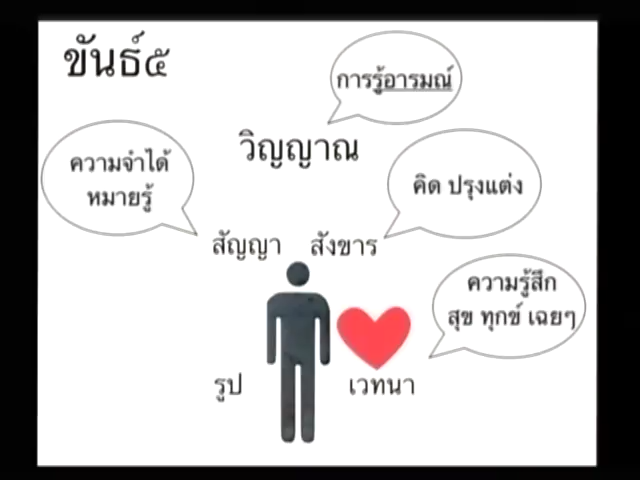 ขันธ์๕
การรู้อารมณ์
วิญญาณ
ความจำได้
หมายรู้
คิด ปรุงแต่ง
สัญญา
สังขาร
ความรู้สึก
สุข ทุกข์ เฉยๆ
รูป
เวทนา